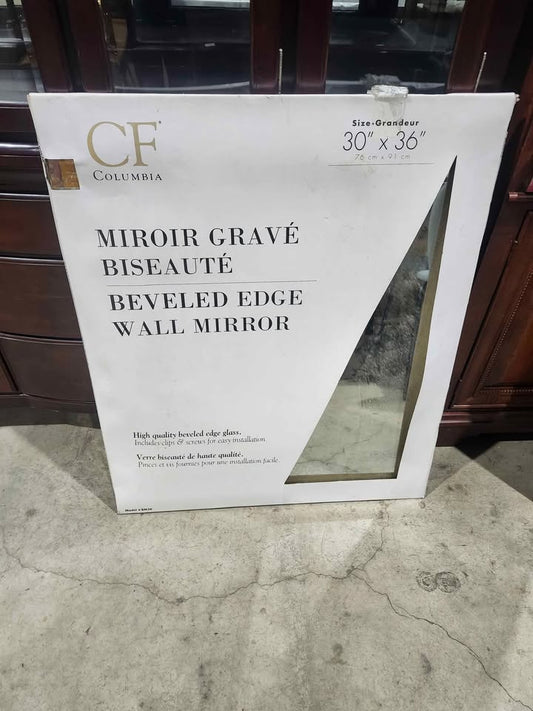 CF
COLUMBIA
Size-Grandeur
30" x 36"
76 cm x 91 cm
MIROIR GRAVÉ
BISEAUTÉ
BEVELED EDGE
WALL MIRROR
High quality beveled edge glass.
Includes clips & screws for easy installation
Verre biseauté de haute qualité.
Pinces et vis fournies pour une installation facile.